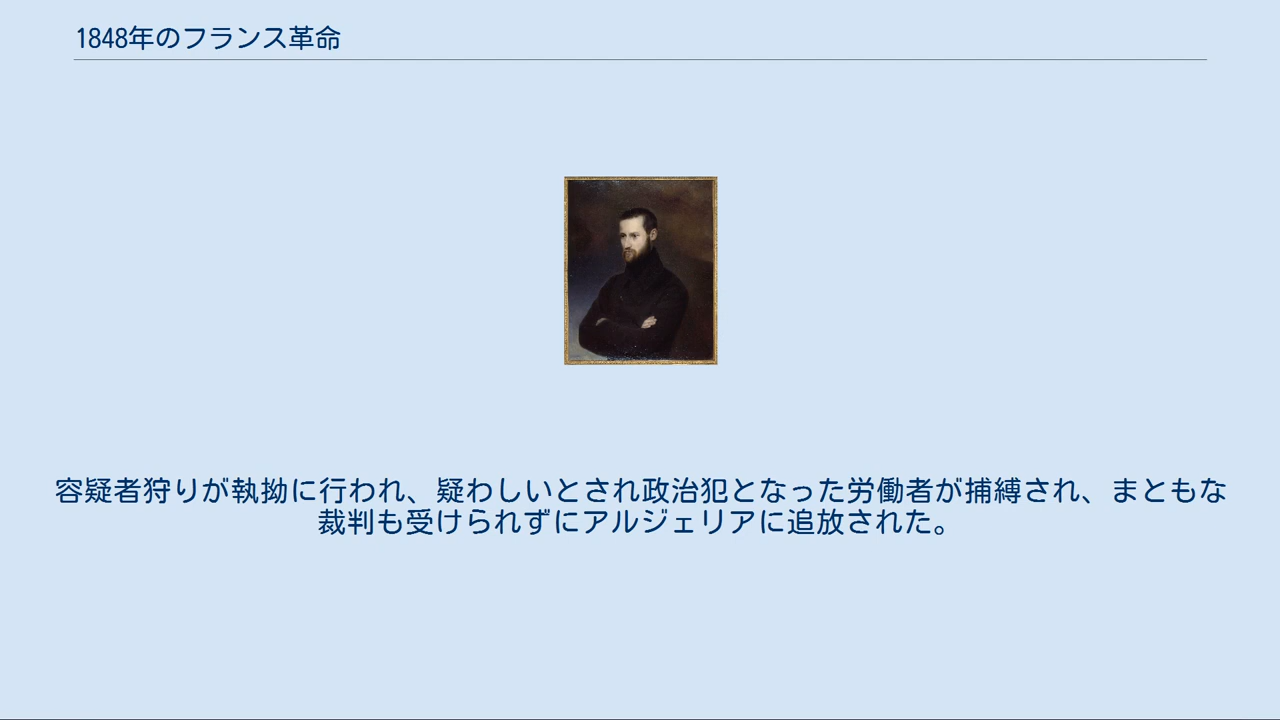 1848年のフランス革命
容疑者狩りが執拗に行われ、疑わしいとされ政治犯となった労働者が捕縛され、まともな
裁判も受けられずにアルジェリアに追放された。